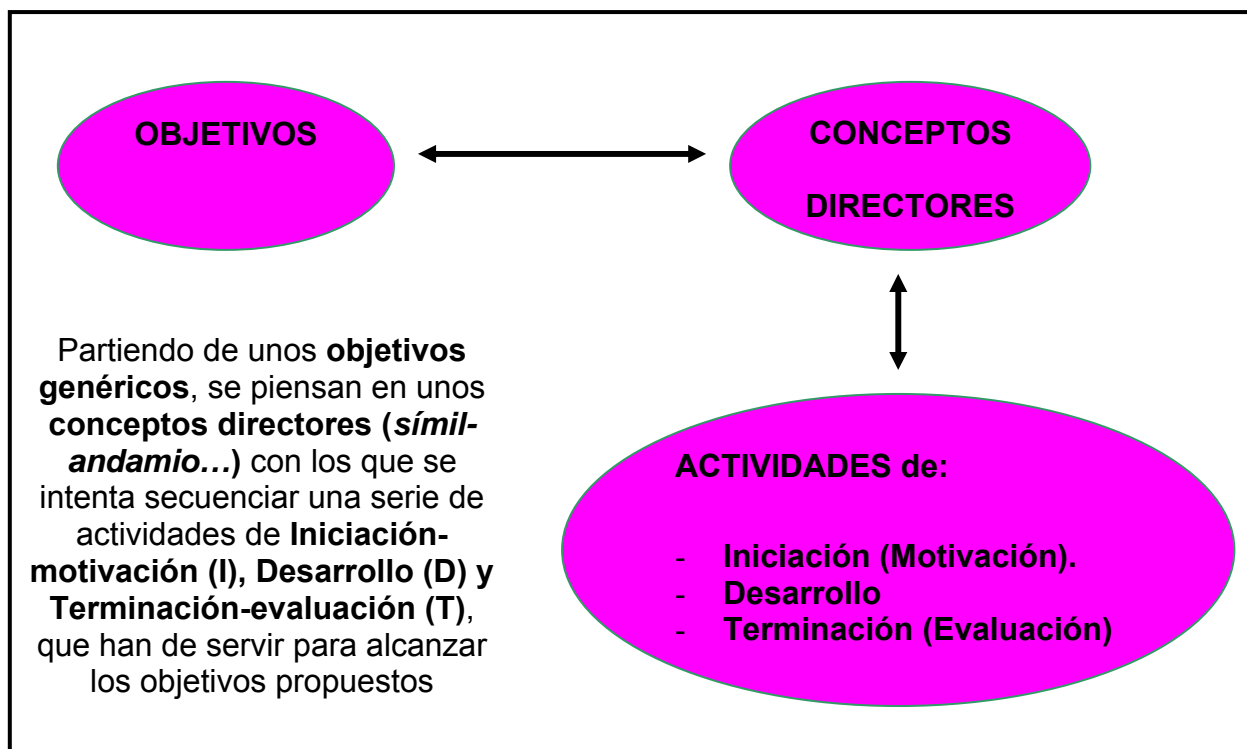 OBJETIVOS
CONCEPTOS
DIRECTORES
Partiendo de unos objetivos
genéricos, se piensan en unos
conceptos directores (símil-
andamio…) con los que se
intenta secuenciar una serie de
actividades de Iniciación-
motivación (I), Desarrollo (D) y
Terminación-evaluación (T),
que han de servir para alcanzar
los objetivos propuestos
ACTIVIDADES de:
- Iniciación (Motivación).
- Desarrollo
- Terminación (Evaluación)